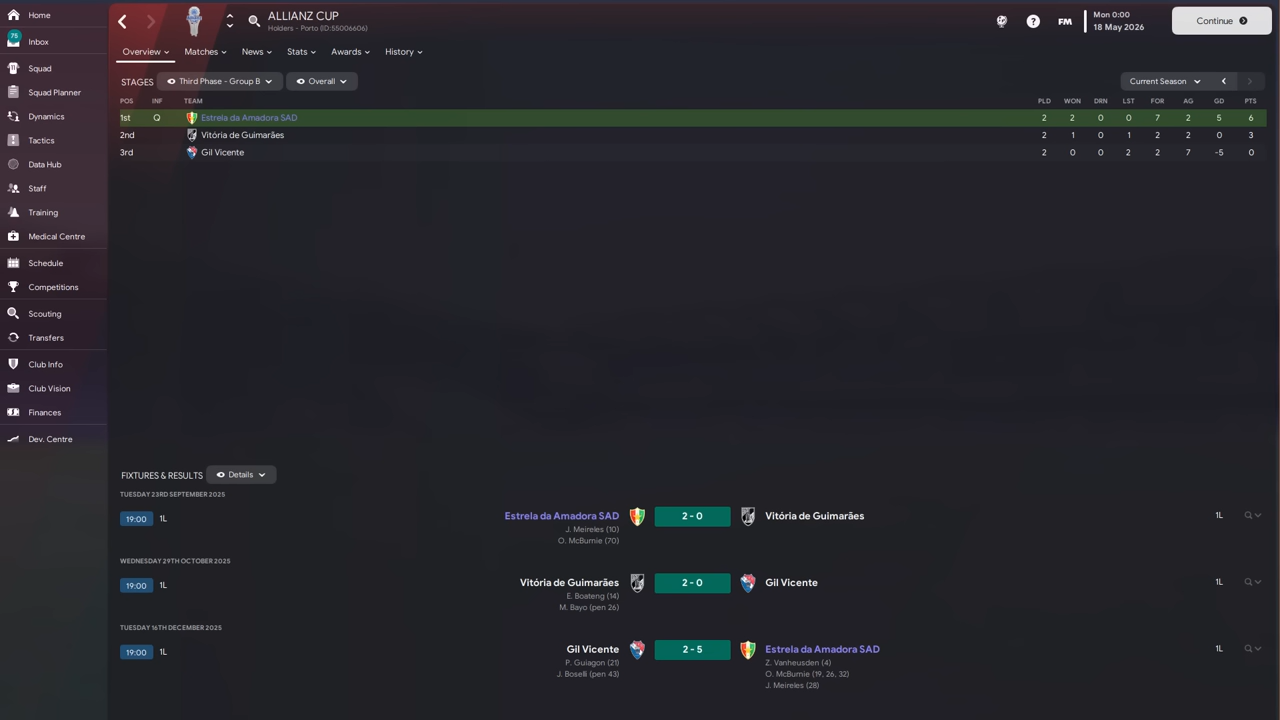 Home
75
Inbox
Squad
Squad Planner
Dynamics
Tactics
Data Hub
Staff
Training
Medical Centre
Schedule
Competitions
Scouting
Transfers
Club Info
Club Vision
Finances
Dev. Centre
ALLIANZ CUP
Holders - Porto (ID:55006606)
? FM
Mon 0:00
18 May 2026
Continue
Overview Matches News Stats Awards History
STAGES Third Phase - Group B Overall Current Season
POS INF TEAM PLD WON DRN LST FOR AG GD PTS
1st Q Estrela da Amadora SAD 2 2 0 0 7 2 5 6
2nd Vitória de Guimarães 2 1 0 1 2 2 0 3
3rd Gil Vicente 2 0 0 2 2 7 -5 0
FIXTURES & RESULTS Details
TUESDAY 23RD SEPTEMBER 2025
19:00 1L Estrela da Amadora SAD 2 - 0 Vitória de Guimarães 1L
J. Meireles (10)
O. McBurnie (70)
WEDNESDAY 29TH OCTOBER 2025
19:00 1L Vitória de Guimarães 2 - 0 Gil Vicente 1L
E. Boateng (14)
M. Bayo (pen 26)
TUESDAY 16TH DECEMBER 2025
19:00 1L Gil Vicente 2 - 5 Estrela da Amadora SAD 1L
P. Guiagon (21) Z. Vanheusden (4)
J. Boselli (pen 43) O. McBurnie (19, 26, 32)
J. Meireles (28)